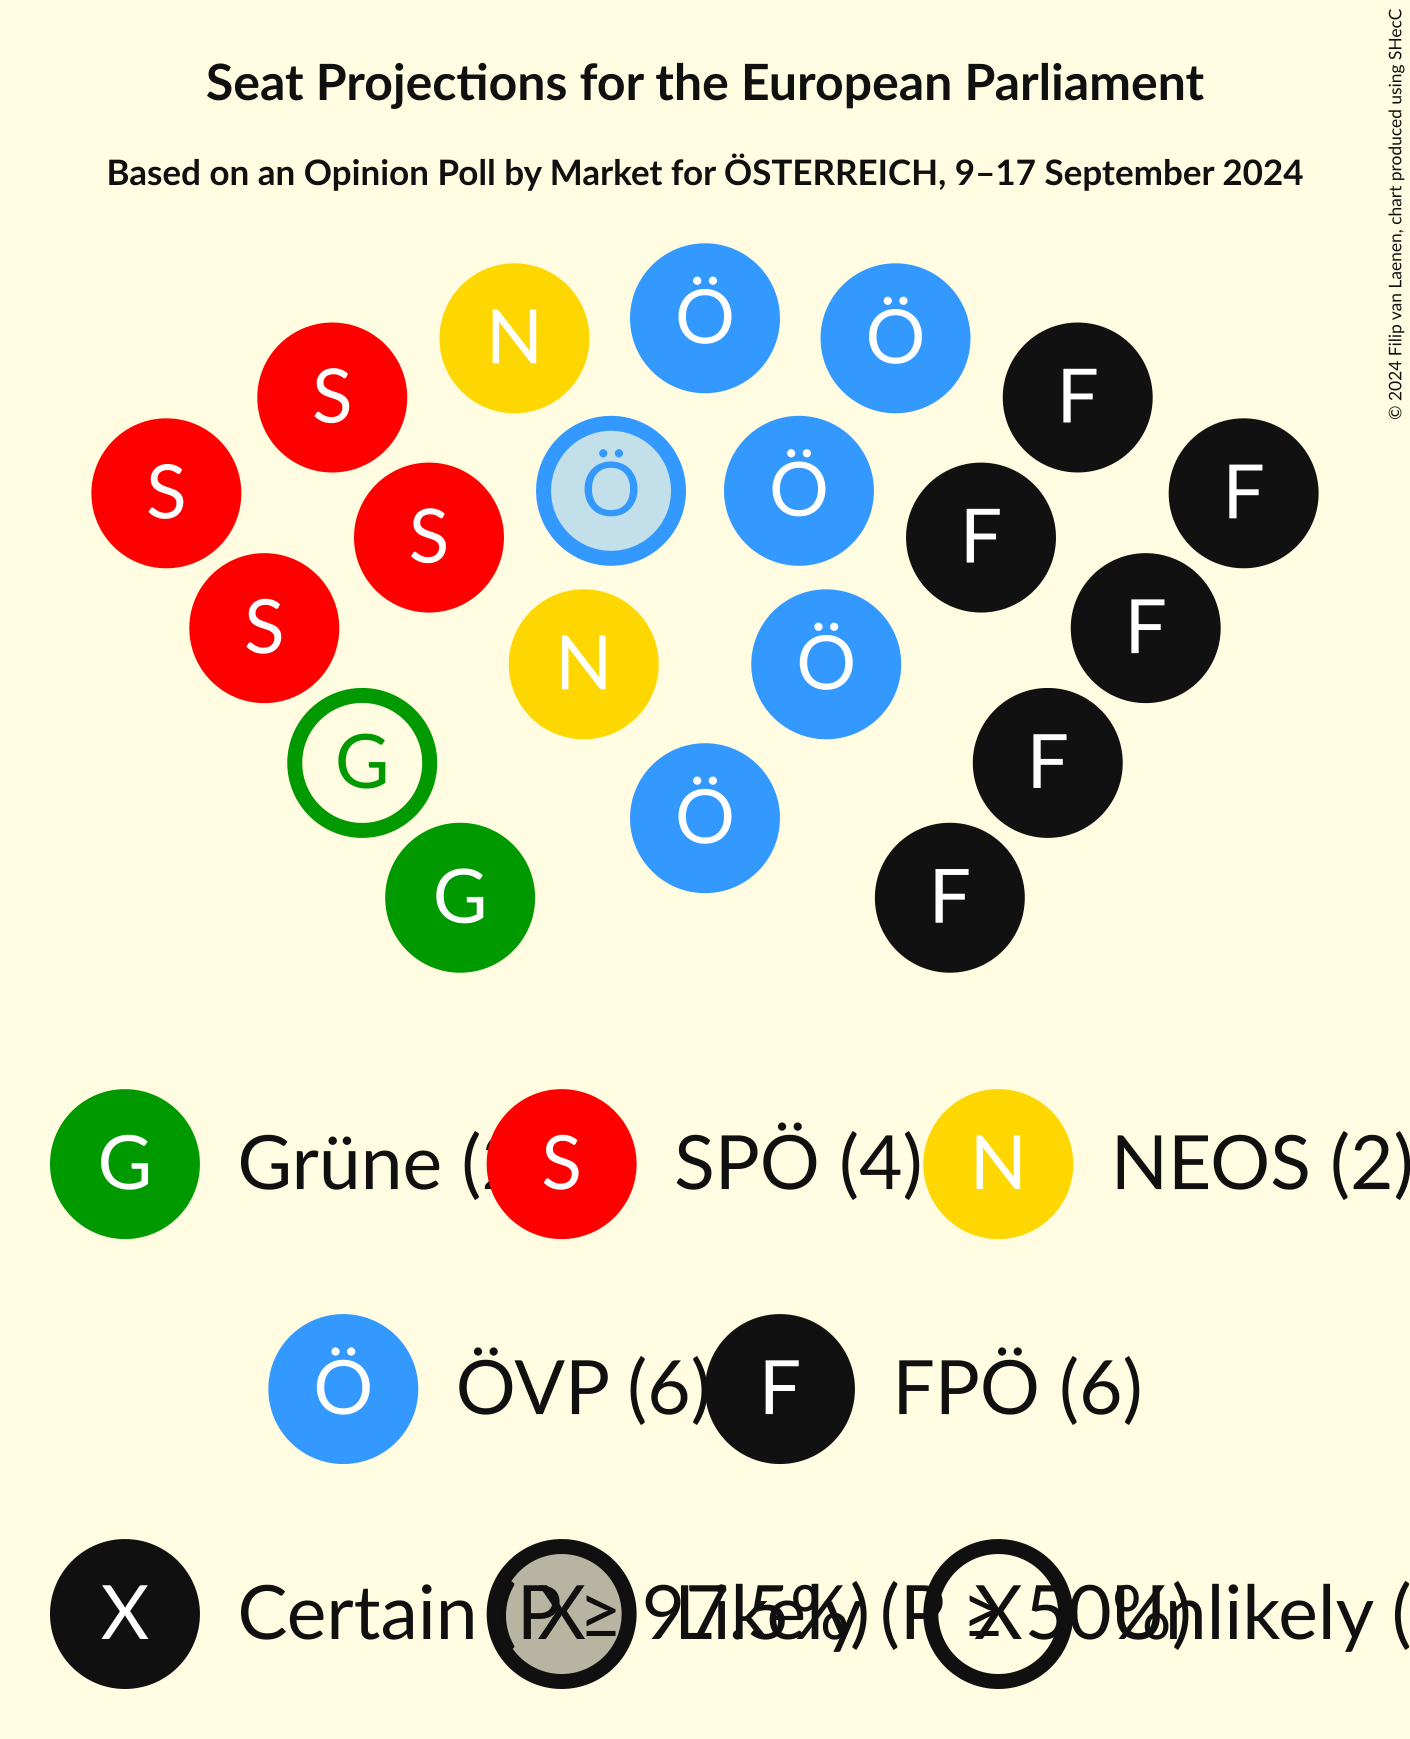 Seat Projections for the European Parliament
Based on an Opinion Poll by Market for ÖSTERREICH, 9–17 September 2024
© 2024 Filip van Laenen, chart produced using SHecC
Ö
N Ö
S F
S Ö Ö F
S F
S F
N Ö
G F
Ö
G F
G Grüne ( S SPÖ (4) N NEOS (2)
Ö ÖVP (6) F FPÖ (6)
X Certain (P ≥ 97.5%) X Likely (P ≥ 50%) X Unlikely (